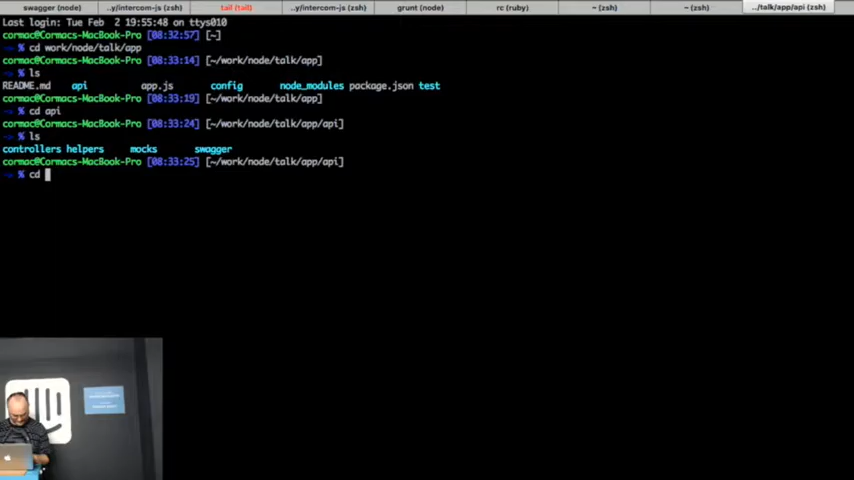 swagger (node) ..y/intercom-js (zsh) tail (tail) ..y/intercom-js (zsh) grunt (node) rc (ruby) ~ (zsh) ~ (zsh) ../talk/app/api (zsh)
Last login: Tue Feb  2 19:55:48 on ttys010
cormac@Cormacs-MacBook-Pro [08:32:57] [~]
~> % cd work/node/talk/app
cormac@Cormacs-MacBook-Pro [08:33:14] [~/work/node/talk/app]
~> % ls
README.md api app.js config node_modules package.json test
cormac@Cormacs-MacBook-Pro [08:33:19] [~/work/node/talk/app]
~> % cd api
cormac@Cormacs-MacBook-Pro [08:33:24] [~/work/node/talk/app/api]
~> % ls
controllers helpers mocks swagger
cormac@Cormacs-MacBook-Pro [08:33:25] [~/work/node/talk/app/api]
~> % cd